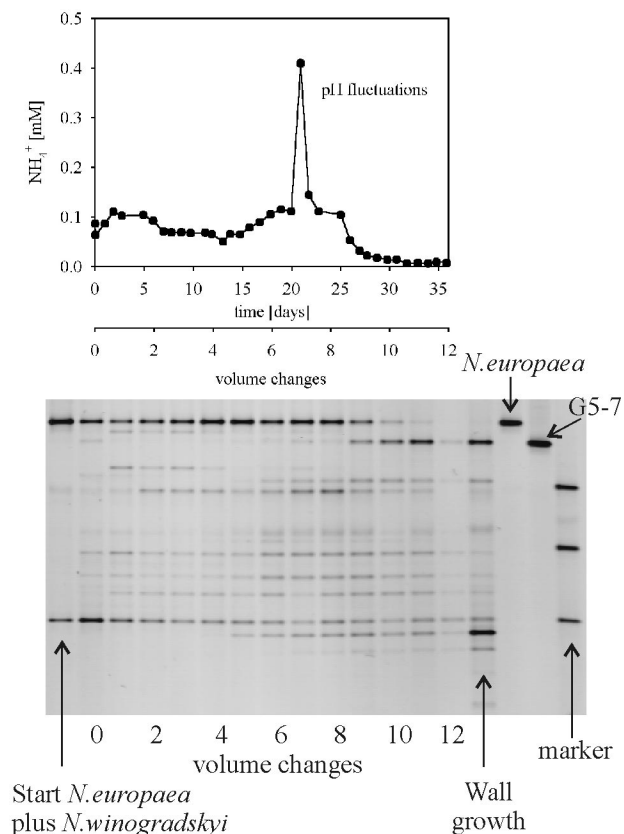 0.5
0.4
0.3
0.2
0.1
0.0
NH4+ [mM]
pH fluctuations
0 5 10 15 20 25 30 35
time [days]
0 2 4 6 8 10 12
volume changes
N.europaea
G5-7
0 2 4 6 8 10 12
volume changes
marker
Start N.europaea
plus N.winogradskyi
Wall
growth